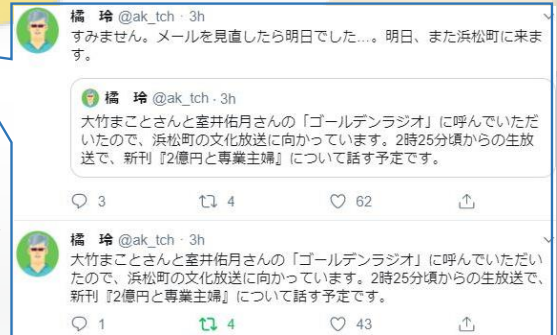 橘 玲 @ak_tch · 3h
すみません。メールを見直したら明日でした...。明日、また浜松町に来ま
す。
橘 玲 @ak_tch · 3h
大竹まことさんと室井佑月さんの「ゴールデンラジオ」に呼んでいただ
いたので、浜松町の文化放送に向かっています。2時25分頃からの生放
送で、新刊『2億円と専業主婦』について話す予定です。
3 4 62
橘 玲 @ak_tch · 3h
大竹まことさんと室井佑月さんの「ゴールデンラジオ」に呼んでいただい
たので、浜松町の文化放送に向かっています。2時25分頃からの生放送で、
新刊『2億円と専業主婦』について話す予定です。
1 4 43